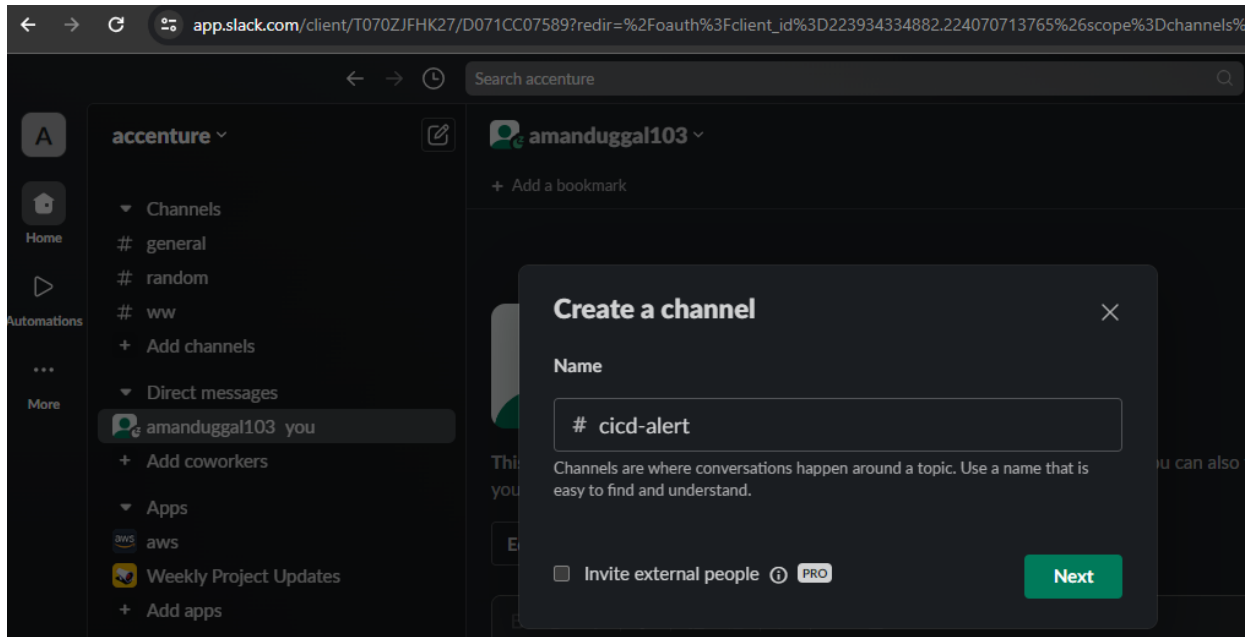 app.slack.com/client/T070ZJFHK27/D071CC07589?redir=%2Foauth%3Fclient_id%3D223934334882.224070713765%26scope%3Dchannels%
Search accenture
A
accenture
amanduggal103
+ Add a bookmark
Home
Channels
# general
# random
# ww
+ Add channels
Automations
More
Direct messages
amanduggal103 you
+ Add coworkers
Apps
aws
aws
Weekly Project Updates
+ Add apps
Create a channel
Name
# cicd-alert
Channels are where conversations happen around a topic. Use a name that is
easy to find and understand.
Invite external people PRO
Next
you
u can also